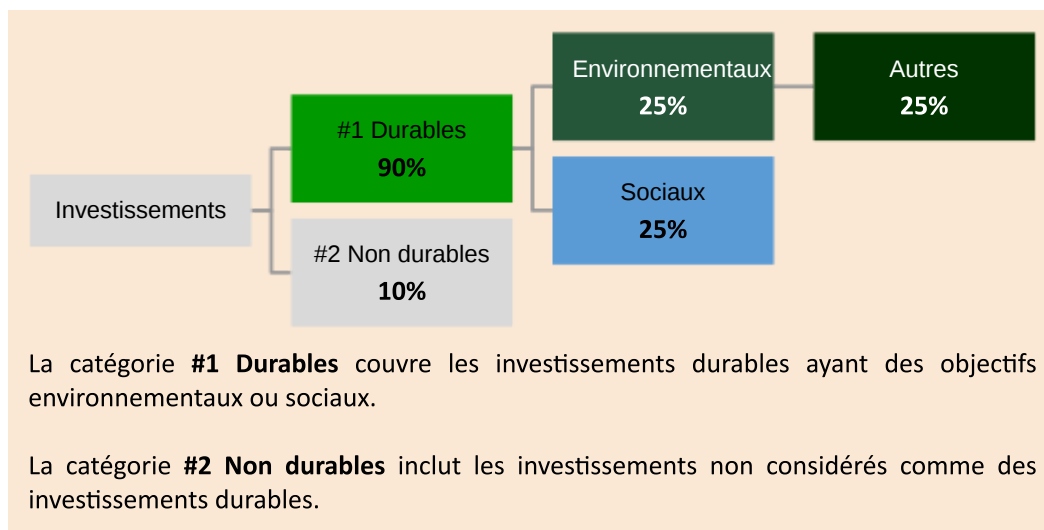 Investissements
#1 Durables
90%
#2 Non durables
10%
Environnementaux
25%
Sociaux
25%
Autres
25%
La catégorie #1 Durables couvre les investissements durables ayant des objectifs
environnementaux ou sociaux.
La catégorie #2 Non durables inclut les investissements non considérés comme des
investissements durables.